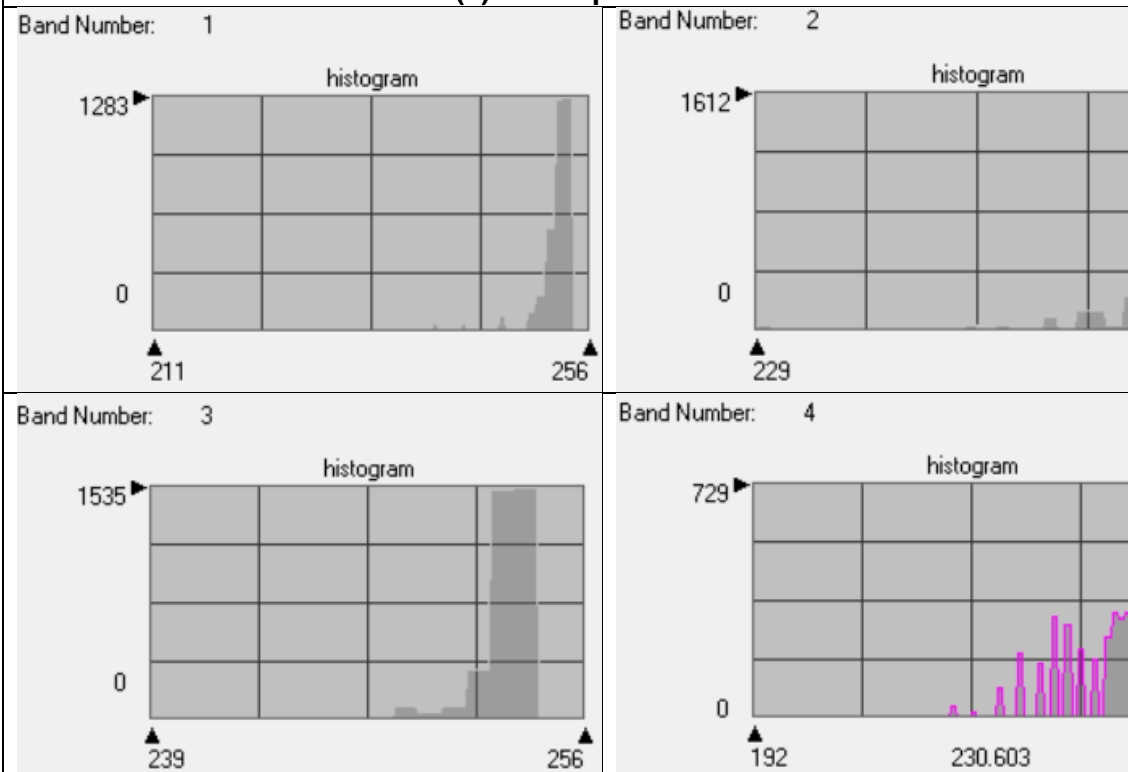 Band Number: 1
histogram
1283
0
211 256
Band Number: 2
histogram
1612
0
229
Band Number: 3
histogram
1535
0
239 256
Band Number: 4
histogram
729
0
192 230.603